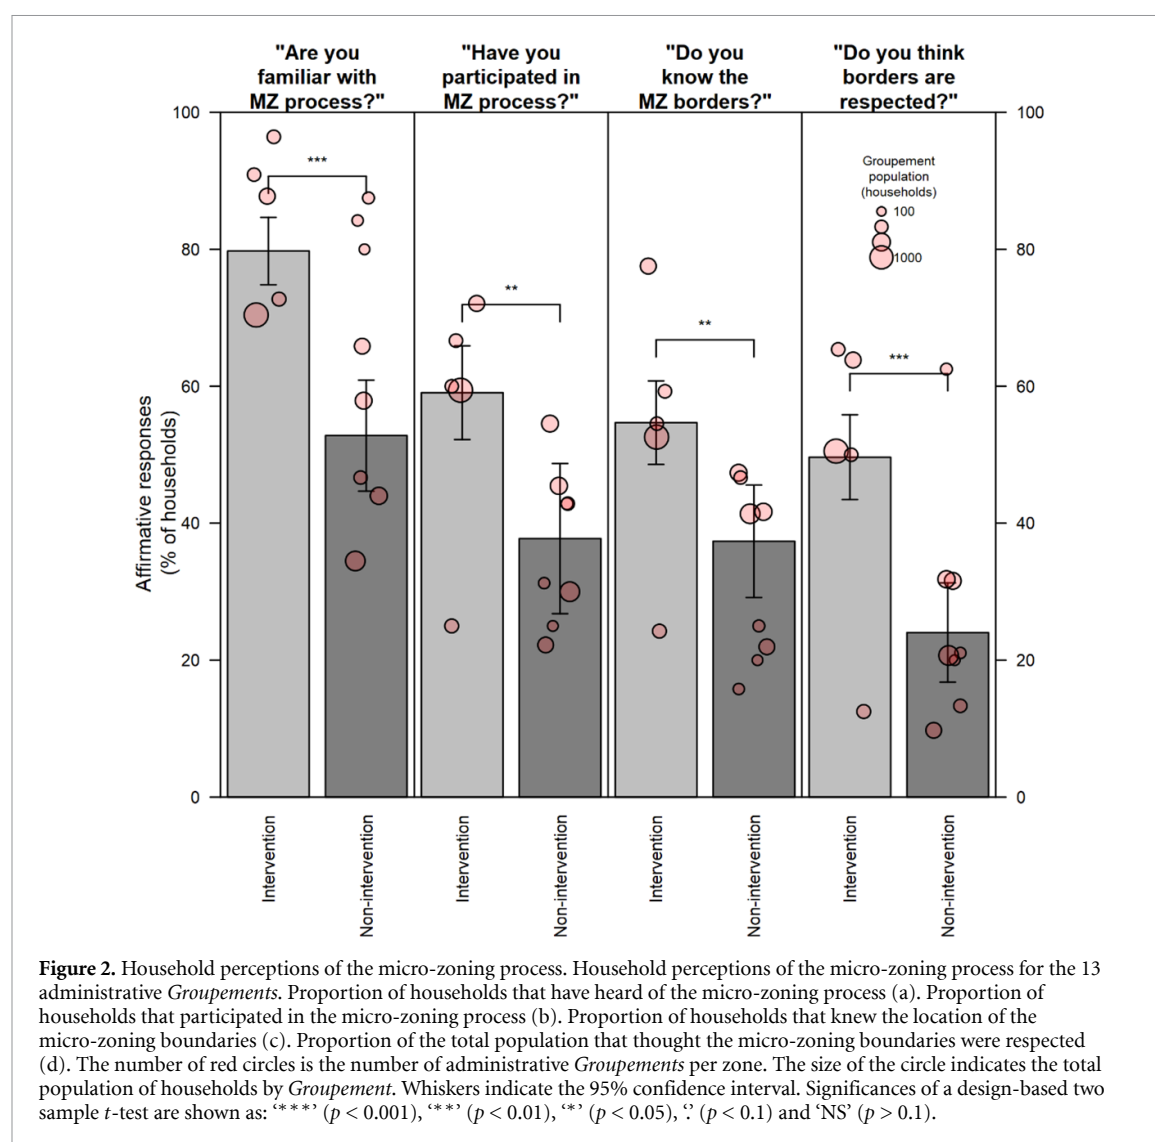 "Are you
familiar with
MZ process?"
"Have you
participated in
MZ process?"
"Do you
know the
MZ borders?"
"Do you think
borders are
respected?"
100
80
60
40
20
0
100
80
60
40
20
0
Affirmative responses
(% of households)
***
**
**
***
Groupement
population
(households)
100
1000
Intervention
Non-intervention
Intervention
Non-intervention
Intervention
Non-intervention
Intervention
Non-intervention
Figure 2. Household perceptions of the micro-zoning process. Household perceptions of the micro-zoning process for the 13
administrative Groupements. Proportion of households that have heard of the micro-zoning process (a). Proportion of
households that participated in the micro-zoning process (b). Proportion of households that knew the location of the
micro-zoning boundaries (c). Proportion of the total population that thought the micro-zoning boundaries were respected
(d). The number of red circles is the number of administrative Groupements per zone. The size of the circle indicates the total
population of households by Groupement. Whiskers indicate the 95% confidence interval. Significances of a design-based two
sample t-test are shown as: ‘***’ (p < 0.001), ‘**’ (p < 0.01), ‘*’ (p < 0.05), ‘.’ (p < 0.1) and ‘NS’ (p > 0.1).